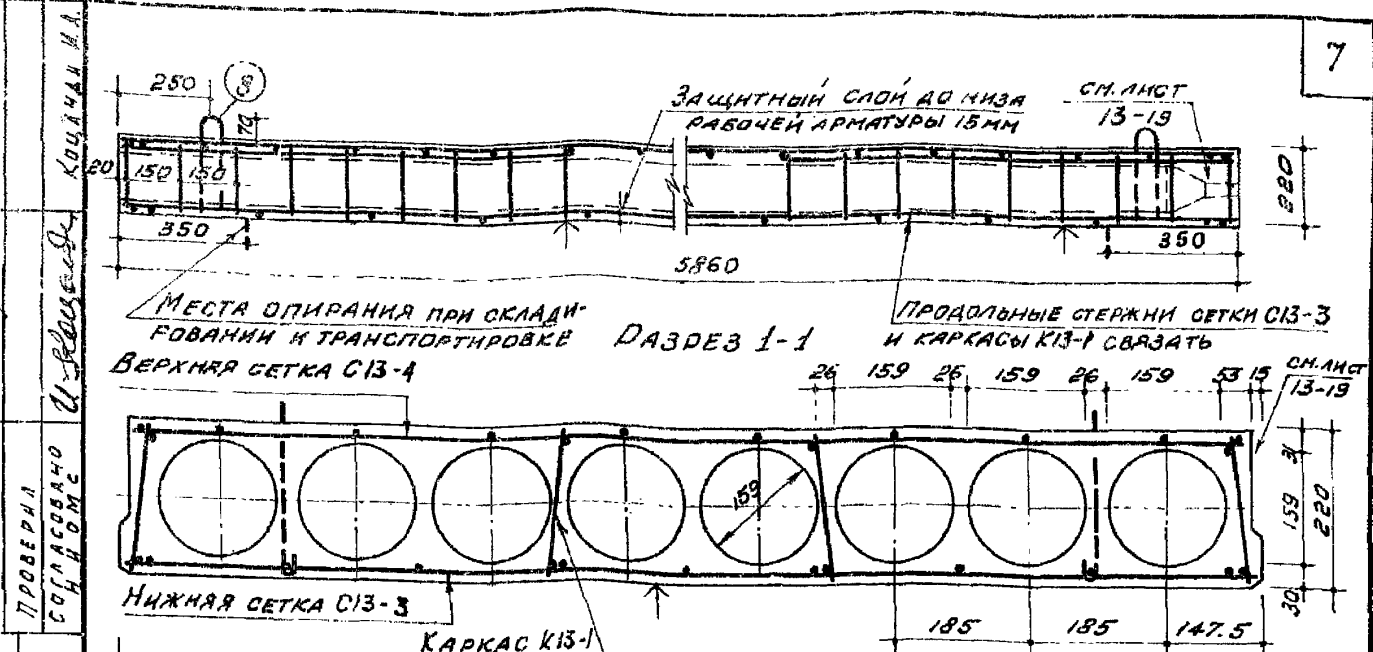 7
250
70
ЗАЩИТНЫЙ СЛОЙ ДО НИЗА
РАБОЧЕЙ АРМАТУРЫ 15ММ
СМ. ЛИСТ
13-19
20 150 150
220
350
350
5860
МЕСТА ОПИРАНИЯ ПРИ СКЛАДИ-
РОВАНИИ И ТРАНСПОРТИРОВКЕ
РАЗРЕЗ 1-1
ПРОДОЛЬНЫЕ СТЕРЖНИ СЕТКИ С13-3
И КАРКАСЫ К13-1 СВЯЗАТЬ
ВЕРХНЯЯ СЕТКА С13-4
26 159 26 159 26 159 53 15
СМ. ЛИСТ
13-19
159
31
159
220
30
НИЖНЯЯ СЕТКА С13-3
КАРКАС К13-1
185 185 147.5
ПРОВЕРИЛ
СОГЛАСОВАНО